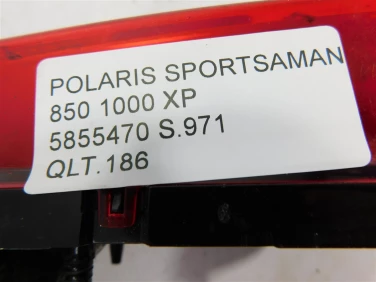 POLARIS SPORTSAMAN
850 1000 XP
5855470 S.971
QLT.186